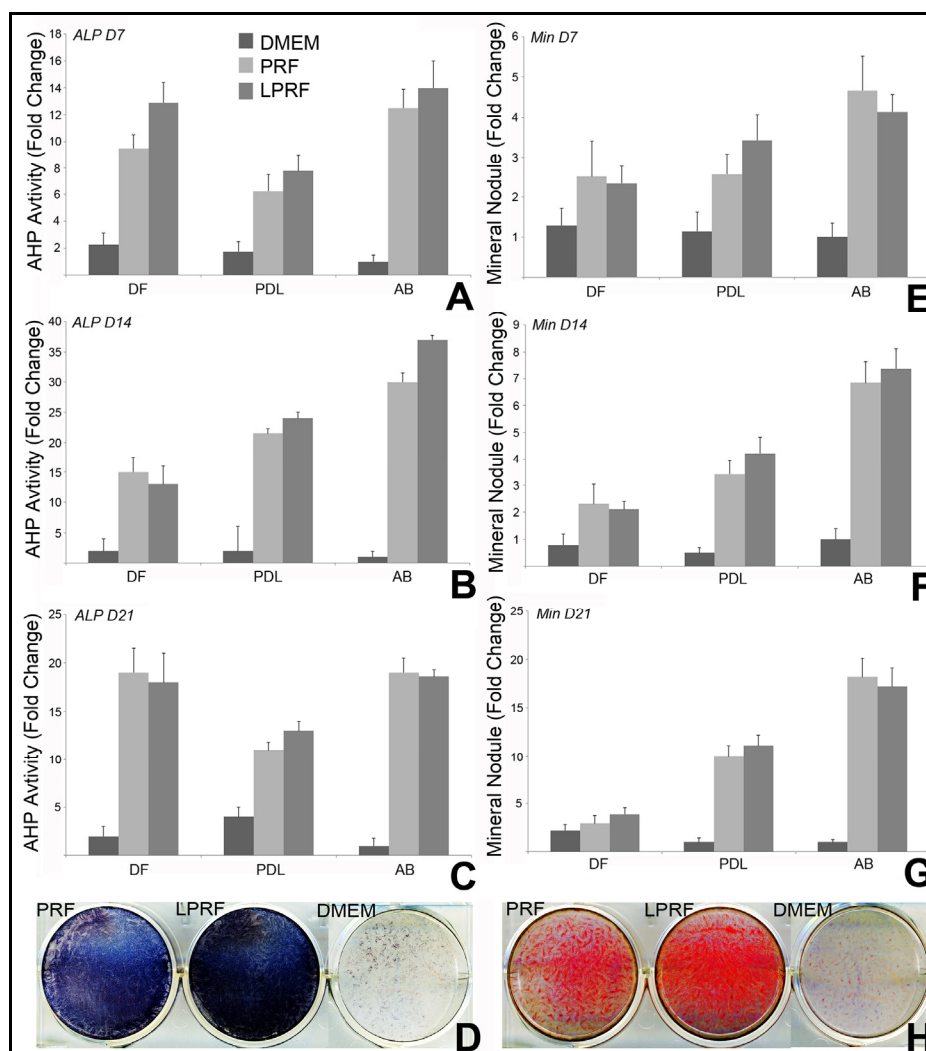 ALP D7
DMEM
PRF
LPRF
AHP Avtivity (Fold Change)
18
16
14
12
10
8
6
4
2
DF
PDL
AB
A
Min D7
Mineral Nodule (Fold Change)
6
5
4
3
2
1
DF
PDL
AB
E
ALP D14
AHP Avtivity (Fold Change)
40
35
30
25
20
15
10
5
DF
PDL
AB
B
Min D14
Mineral Nodule (Fold Change)
9
8
7
6
5
4
3
2
1
DF
PDL
AB
F
ALP D21
AHP Avtivity (Fold Change)
25
20
15
10
5
DF
PDL
AB
C
Min D21
Mineral Nodule (Fold Change)
25
20
15
10
5
DF
PDL
AB
G
PRF
LPRF
DMEM
D
PRF
LPRF
DMEM
H